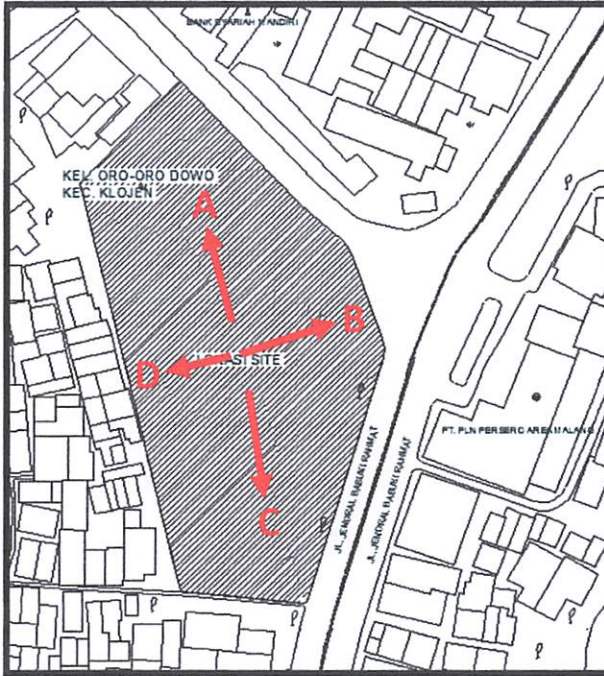 BANK SYARIAH MANDIRI
KEL. ORO-ORO DOWO
KEC. KLOJEN
A
B
SITE
D
PT. PLN PERSERO AREA MALANG
JL. JENDRAL BASUKI RAHMAT
JL. JENDRAL BASUKI RAHMAT
C